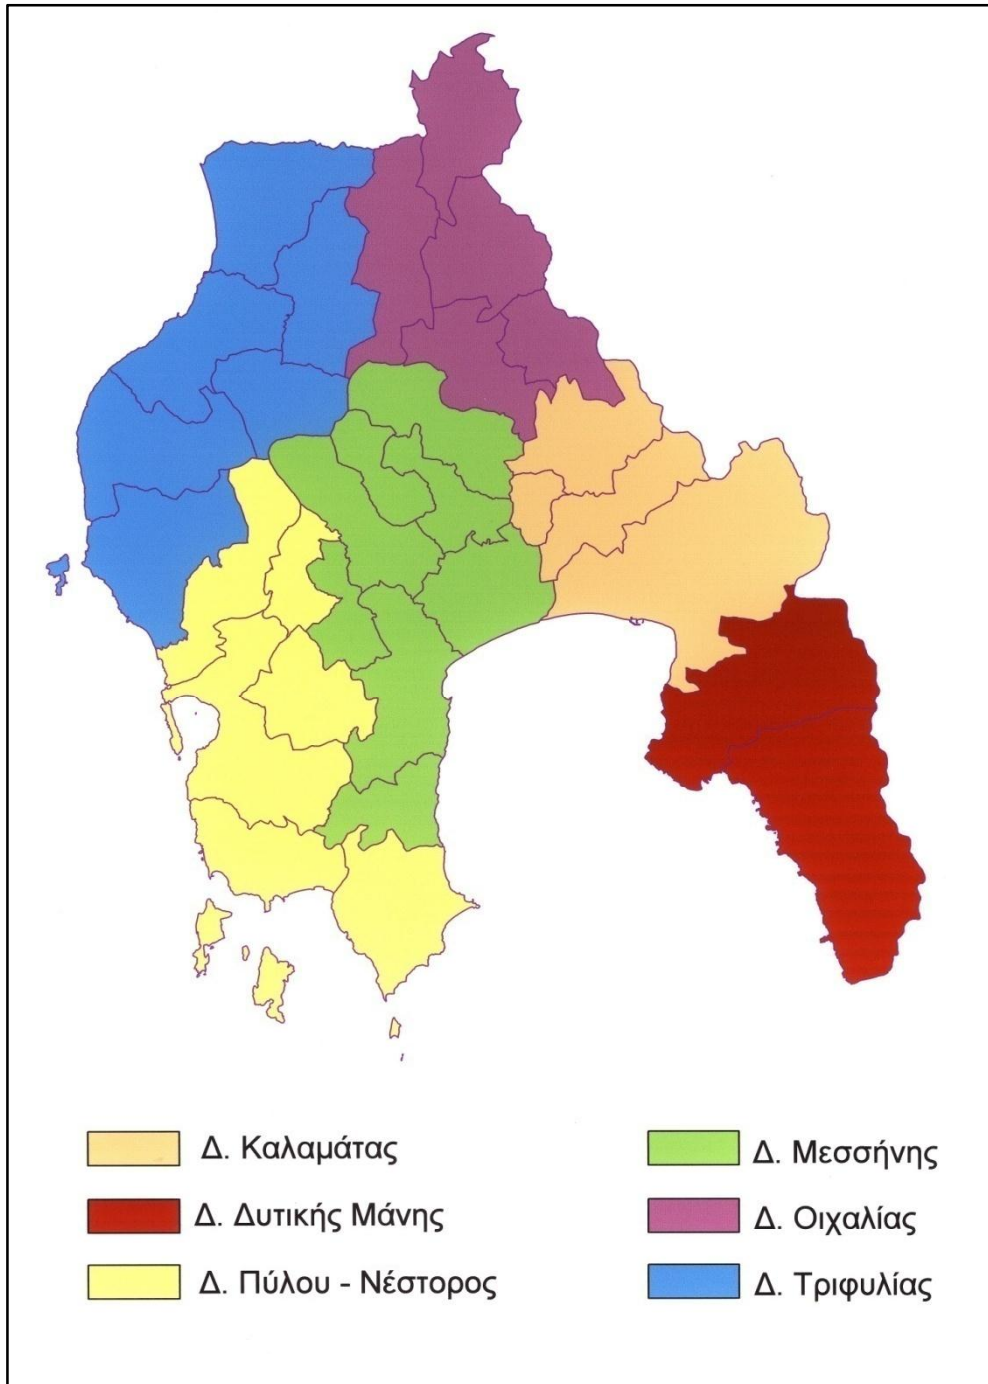 Δ. Καλαμάτας
Δ. Δυτικής Μάνης
Δ. Πύλου - Νέστορος
Δ. Μεσσήνης
Δ. Οιχαλίας
Δ. Τριφυλίας